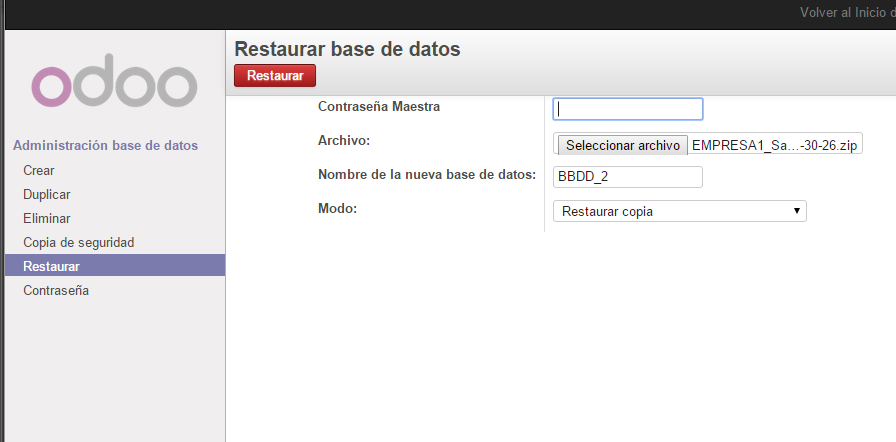 Volver al Inicio d
odoo
Restaurar base de datos
Restaurar
Administración base de datos
Crear
Duplicar
Eliminar
Copia de seguridad
Restaurar
Contraseña
Contraseña Maestra
Archivo:
Seleccionar archivo EMPRESA1_Sa...-30-26.zip
Nombre de la nueva base de datos:
BBDD_2
Modo:
Restaurar copia